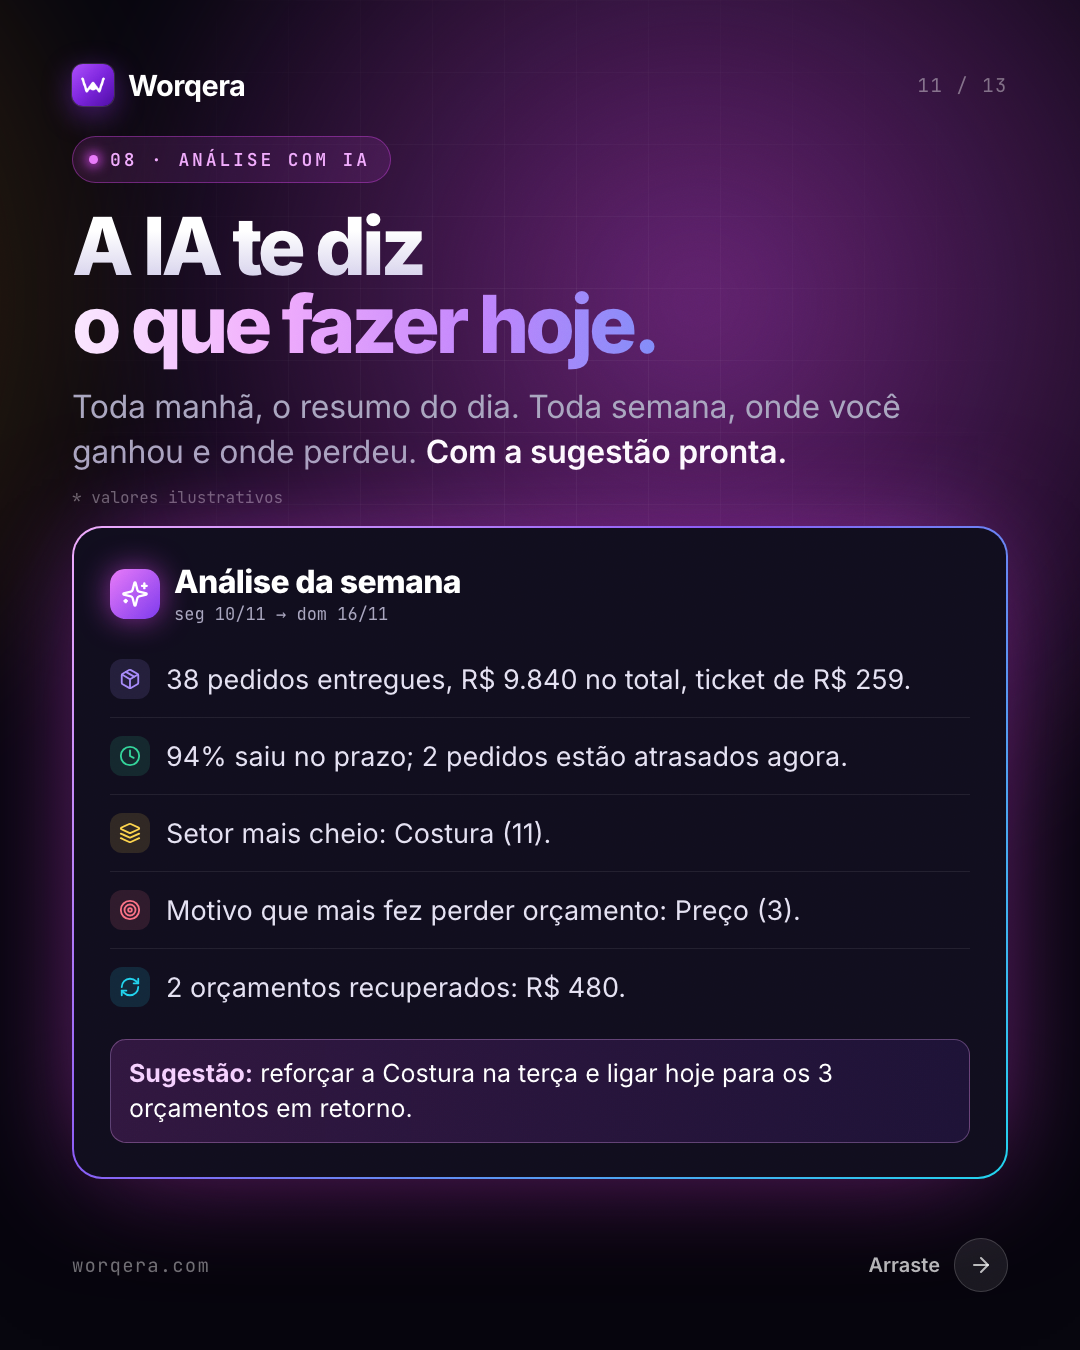 Worqera
11 / 13
08 · ANÁLISE COM IA
A IA te diz
o que fazer hoje.
Toda manhã, o resumo do dia. Toda semana, onde você
ganhou e onde perdeu. Com a sugestão pronta.
* valores ilustrativos
Análise da semana
seg 10/11 → dom 16/11
38 pedidos entregues, R$ 9.840 no total, ticket de R$ 259.
94% saiu no prazo; 2 pedidos estão atrasados agora.
Setor mais cheio: Costura (11).
Motivo que mais fez perder orçamento: Preço (3).
2 orçamentos recuperados: R$ 480.
Sugestão: reforçar a Costura na terça e ligar hoje para os 3
orçamentos em retorno.
worqera.com
Arraste